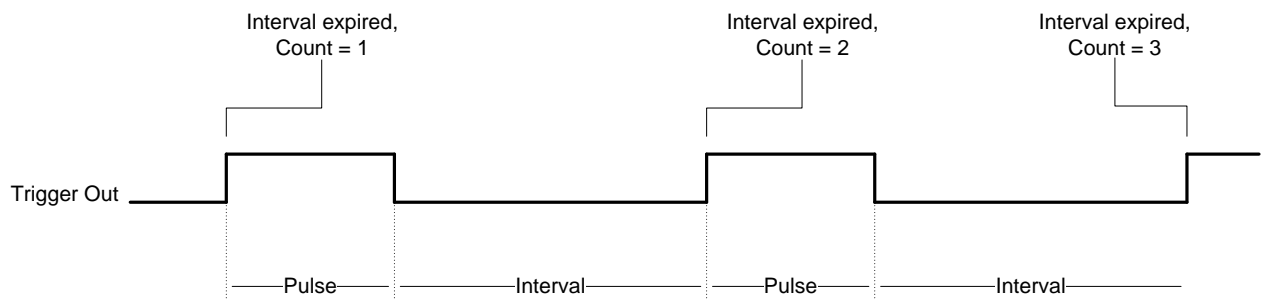 Interval expired,
Count = 1
Interval expired,
Count = 2
Interval expired,
Count = 3
Trigger Out
Pulse
Interval
Pulse
Interval